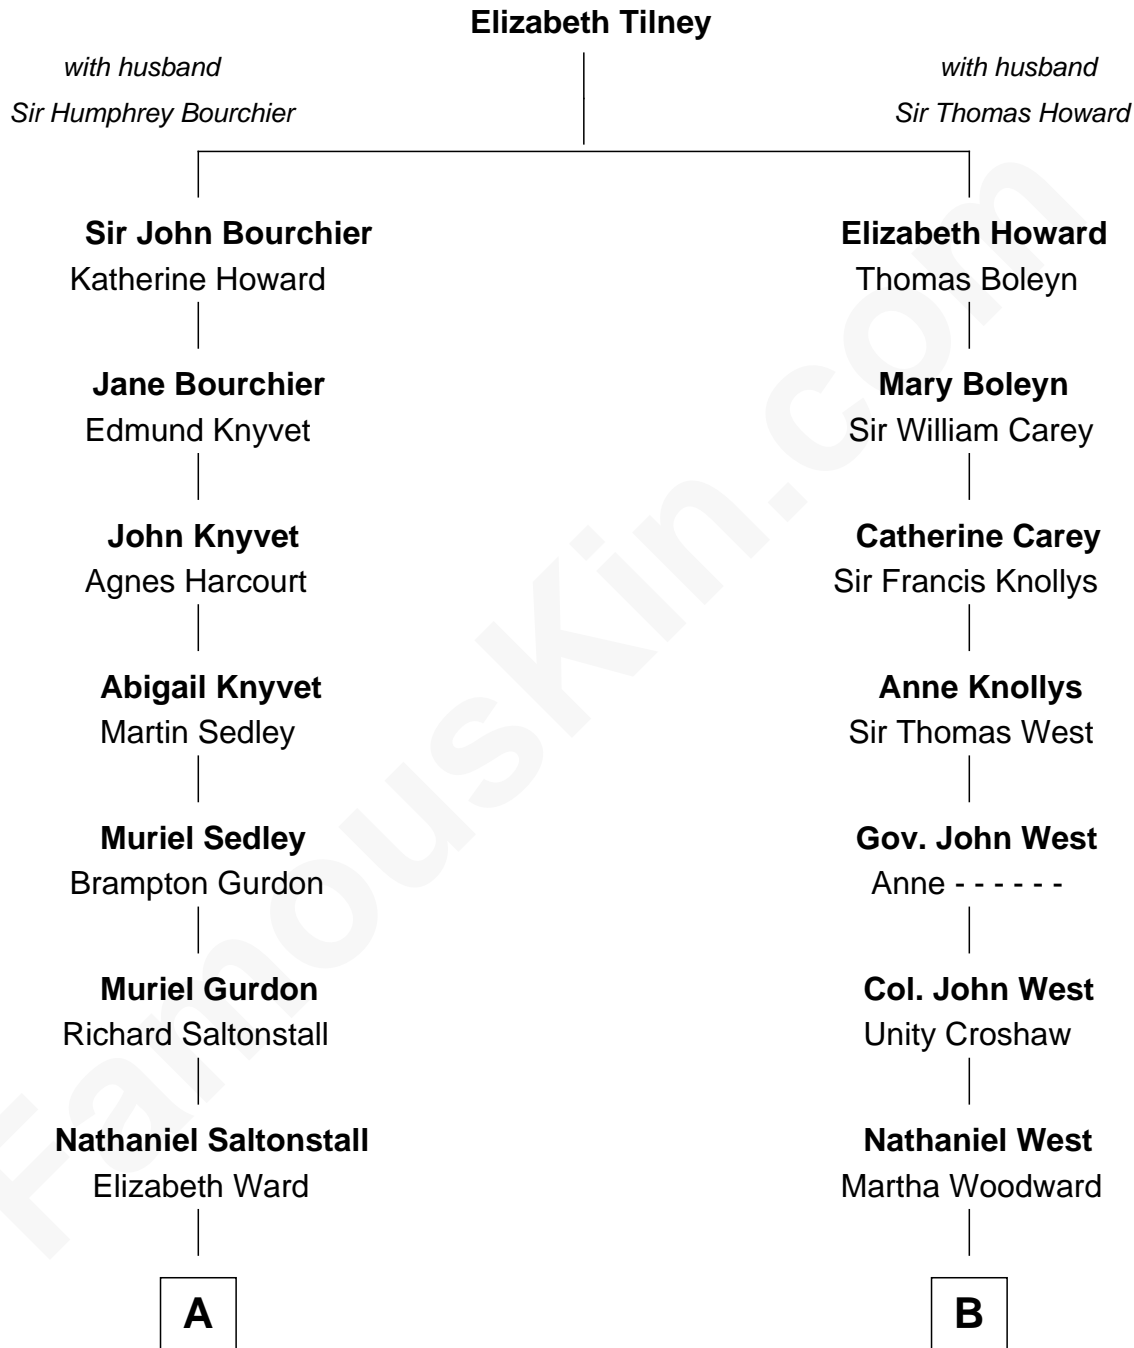 Elizabeth Tilney
with husband
Sir Humphrey Bourchier
with husband
Sir Thomas Howard
Sir John Bourchier
Katherine Howard
Jane Bourchier
Edmund Knyvet
John Knyvet
Agnes Harcourt
Abigail Knyvet
Martin Sedley
Muriel Sedley
Brampton Gurdon
Muriel Gurdon
Richard Saltonstall
Nathaniel Saltonstall
Elizabeth Ward
A
Elizabeth Howard
Thomas Boleyn
Mary Boleyn
Sir William Carey
Catherine Carey
Sir Francis Knollys
Anne Knollys
Sir Thomas West
Gov. John West
Anne - - - - - -
Col. John West
Unity Croshaw
Nathaniel West
Martha Woodward
B
FamousKin.com